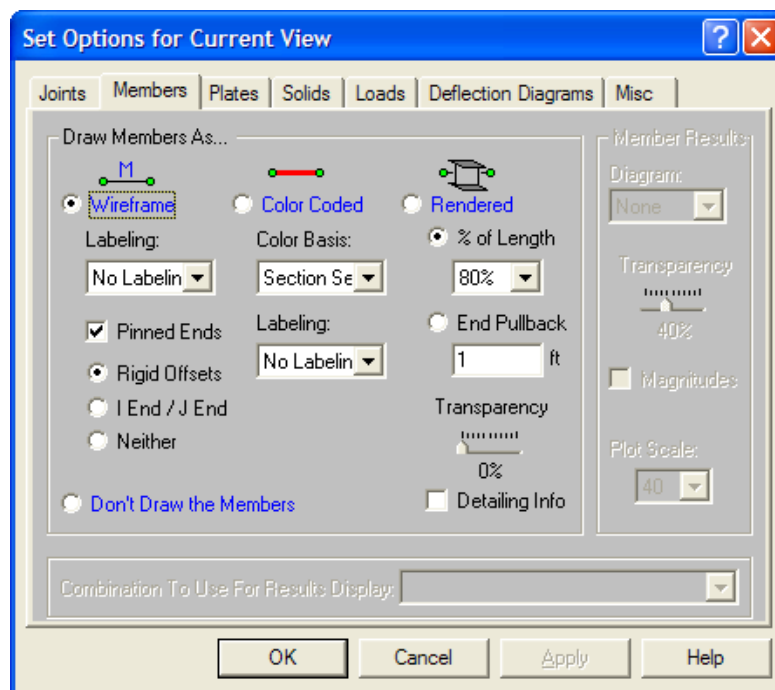 Set Options for Current View
?
Joints Members Plates Solids Loads Deflection Diagrams Misc
Draw Members As...
M
Wireframe
Color Coded
Rendered
Labeling:
No Labelin
Pinned Ends
Rigid Offsets
I End / J End
Neither
Don't Draw the Members
Color Basis:
Section Se
Labeling:
No Labelin
% of Length
80%
End Pullback
1 ft
Transparency
0%
Detailing Info
Member Results
Diagram:
None
Transparency
40%
Magnitudes
Plot Scale:
40
Combination To Use For Results Display:
OK Cancel Apply Help